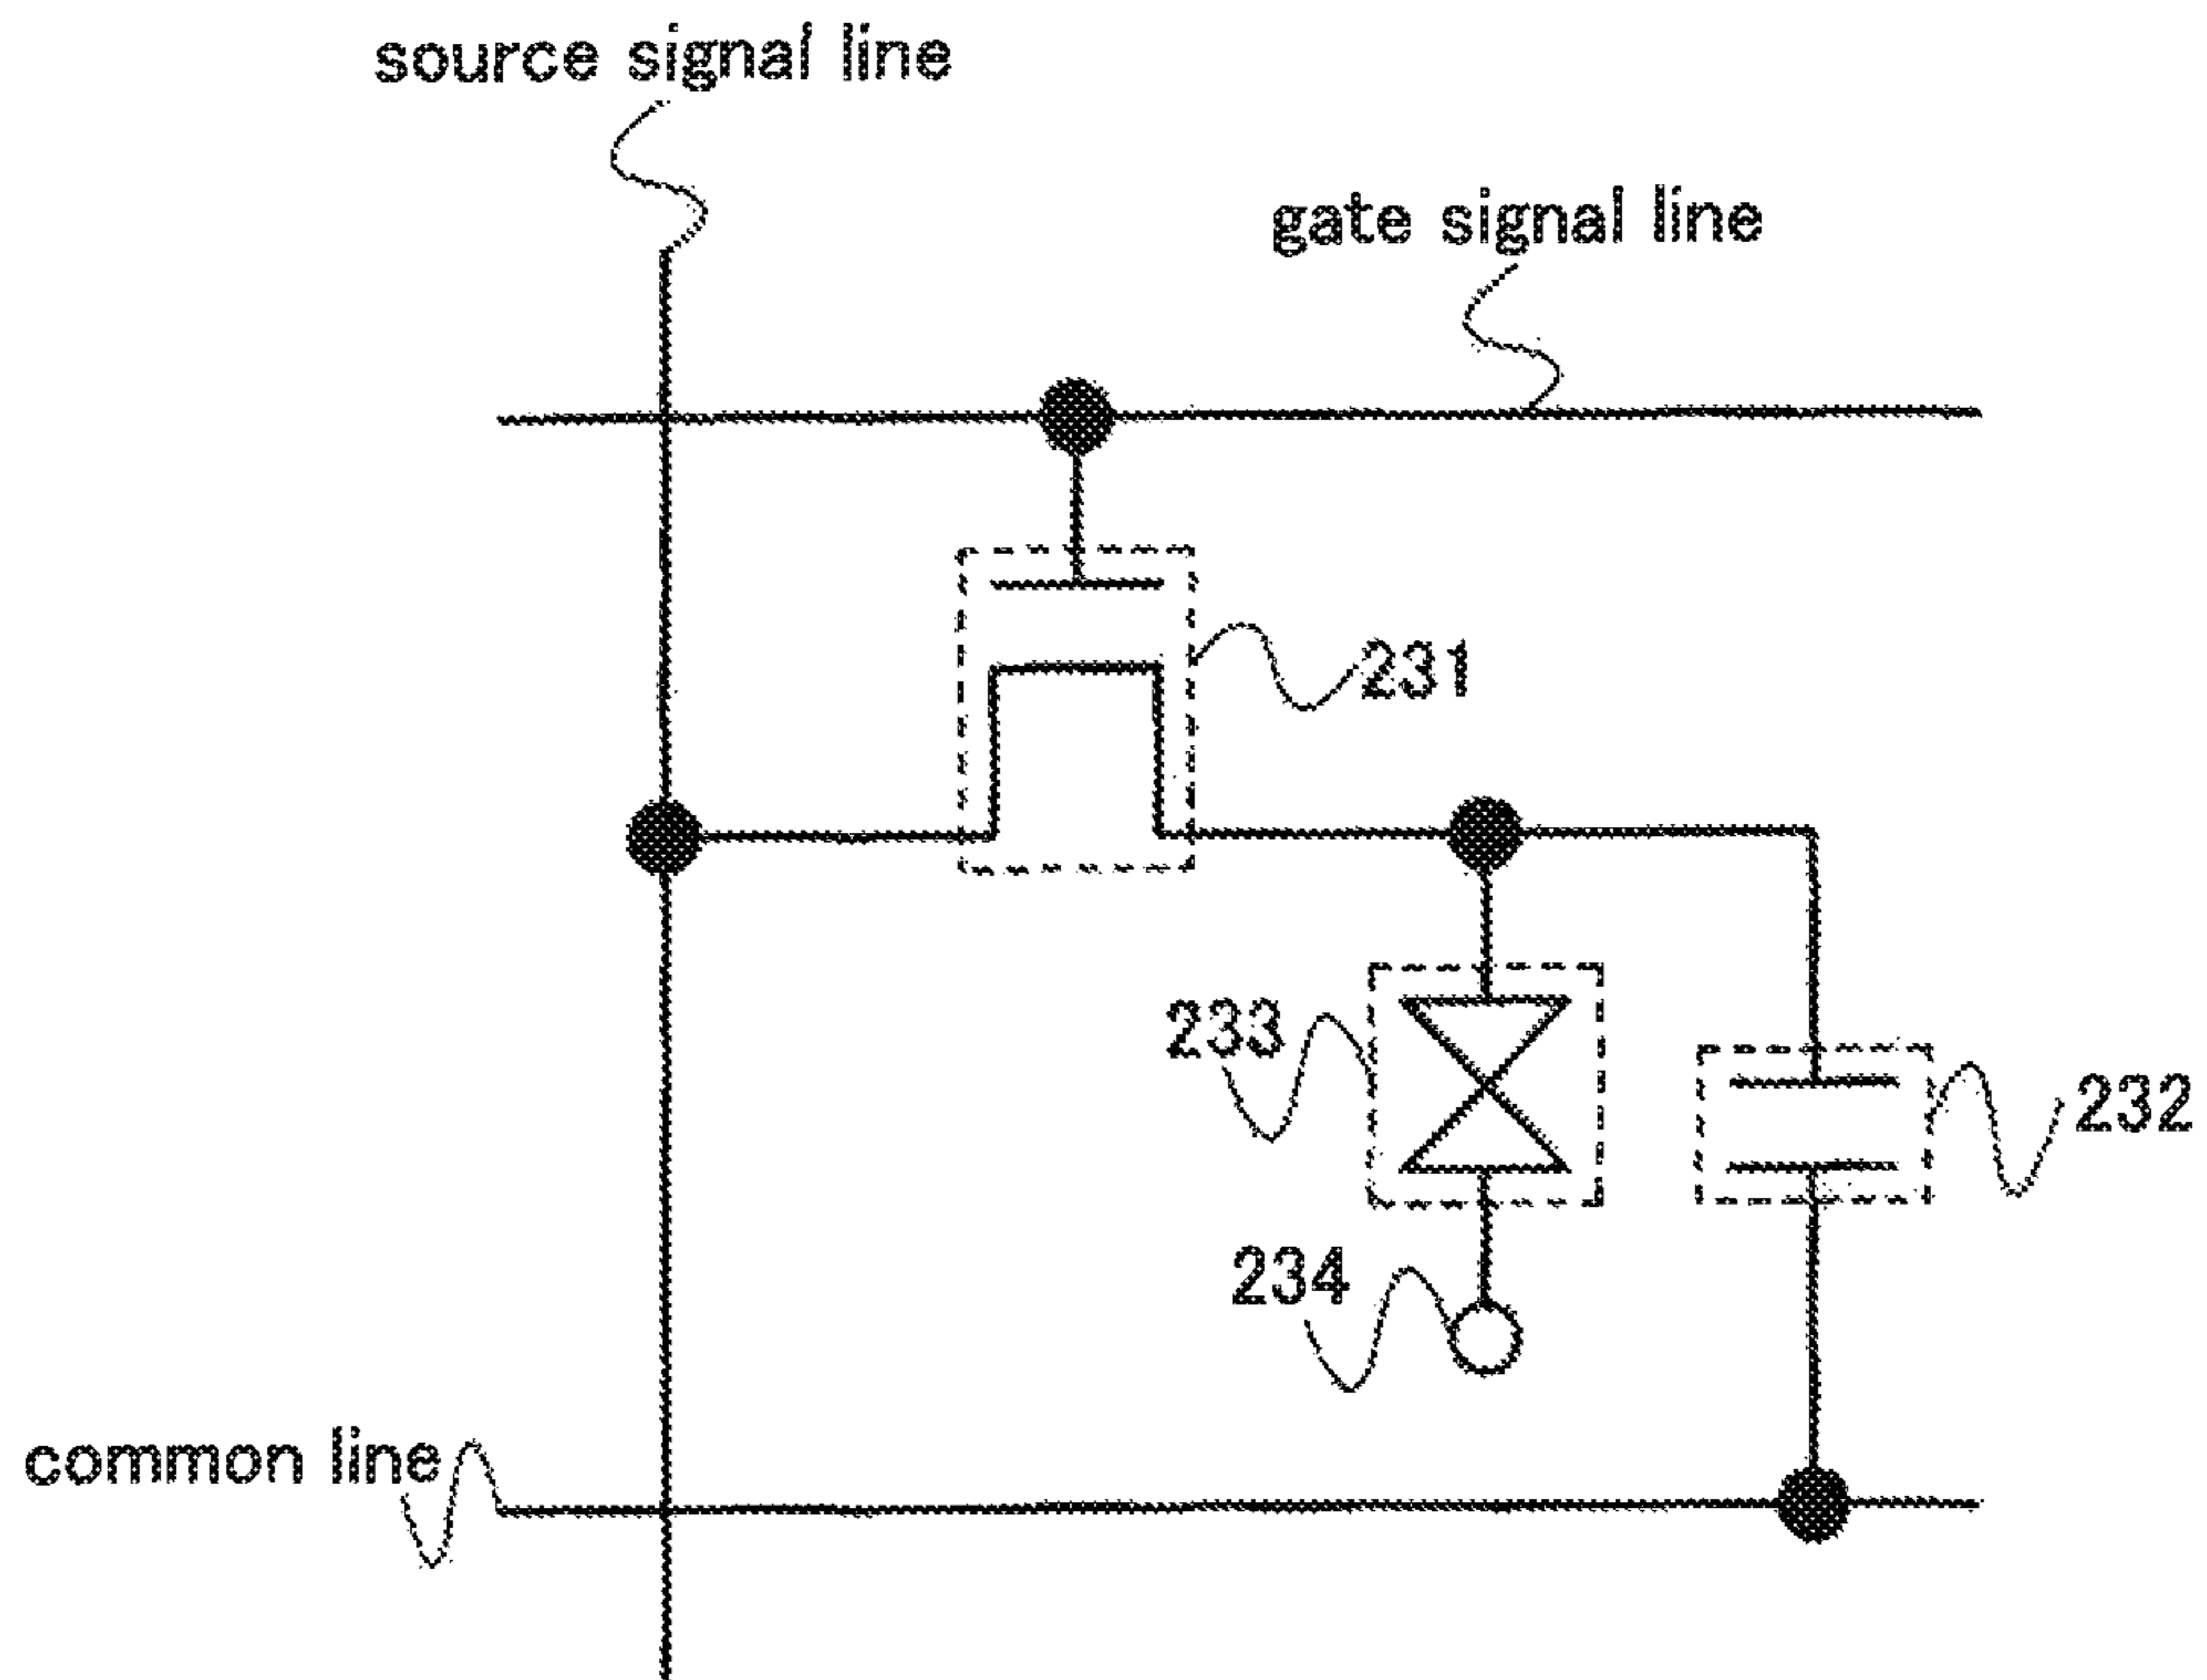 source signal line
gate signal line
231
233
232
234
common line